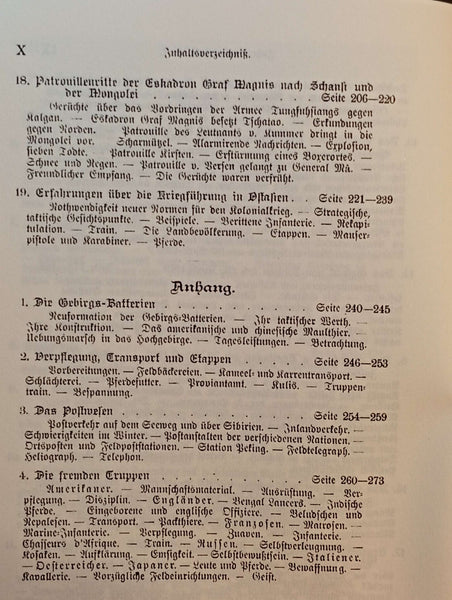 X Inhaltsverzeichniß.
18. Patrouillenritte der Eskadron Graf Magnis nach Schansi und
der Mongolei . . . . . . . . . . . . Seite 206—220
Gerüchte über das Vordringen der Armee Tungfuhsiangs gegen
Kalgan. — Eskadron Graf Magnis besetzt Tschatao. — Erkundungen
gegen Norden. Patrouille des Leutnants v. Kummer dringt in die
Mongolei vor. Scharmützel. — Alarmirende Nachrichten. — Explosion,
sieben Todte. Patrouille Kirsten. — Erstürmung eines Boxerortes. —
Schnee und Regen. — Patrouille v. Versen gelangt zu General Mâ. —
Freundlicher Empfang. — Die Gerüchte waren verfrüht.
19. Erfahrungen über die Kriegführung in Ostasien . . Seite 221—239
Nothwendigkeit neuer Normen für den Kolonialkrieg. — Strategische,
taktische Gesichtspunkte. — Beispiele. — Berittene Infanterie. — Rekapi-
tulation. — Train. — Die Landbevölkerung. — Etappen. — Mauser-
pistole und Karabiner. — Pferde.
Anhang.
1. Die Gebirgs-Batterien . . . . . . . . . Seite 240—245
Neuformation der Gebirgs-Batterien. — Ihr taktischer Werth. —
Ihre Konstruktion. — Das amerikanische und chinesische Maulthier. —
Uebungsmarsch in das Hochgebirge. — Tagesleistungen. — Betrachtung.
2. Verpflegung, Transport und Etappen . . . . Seite 246—253
Vorbereitungen. — Feldbäckereien. — Kameel- und Karrentransport. —
Schlächterei. — Pferdefutter. — Proviantamt. — Kulis. — Truppen-
train. — Bespannung.
3. Das Postwesen . . . . . . . . . . . . Seite 254—259
Postverkehr auf dem Seeweg und über Sibirien. — Inlandverkehr. —
Schwierigkeiten im Winter. — Postanstalten der verschiedenen Nationen. —
Ortsposten und Feldpoststationen. — Station Peking. — Feldtelegraph. —
Heliograph. — Telephon.
4. Die fremden Truppen . . . . . . . . . Seite 260—273
Amerikaner. — Mannschaftsmaterial. — Ausrüstung. — Ver-
pflegung. — Disziplin. — Engländer. — Bengal Lancers. — Indische
Pferde. — Eingeborene und englische Offiziere. — Beludschen und
Nepalesen. — Transport. — Packthiere. — Franzosen. — Matrosen. —
Marine-Infanterie. — Verpflegung. — Zuaven. — Infanterie. —
Chasseurs d'Afrique. — Train. — Russen. — Selbstverleugnung. —
Kosaken. — Aufklärung. — Emsigkeit. — Selbstbewußtsein. — Italiener.
— Oesterreicher. — Japaner. — Leute und Pferde. — Bewaffnung. —
Kavallerie. — Vorzügliche Feldeinrichtungen. — Geist.